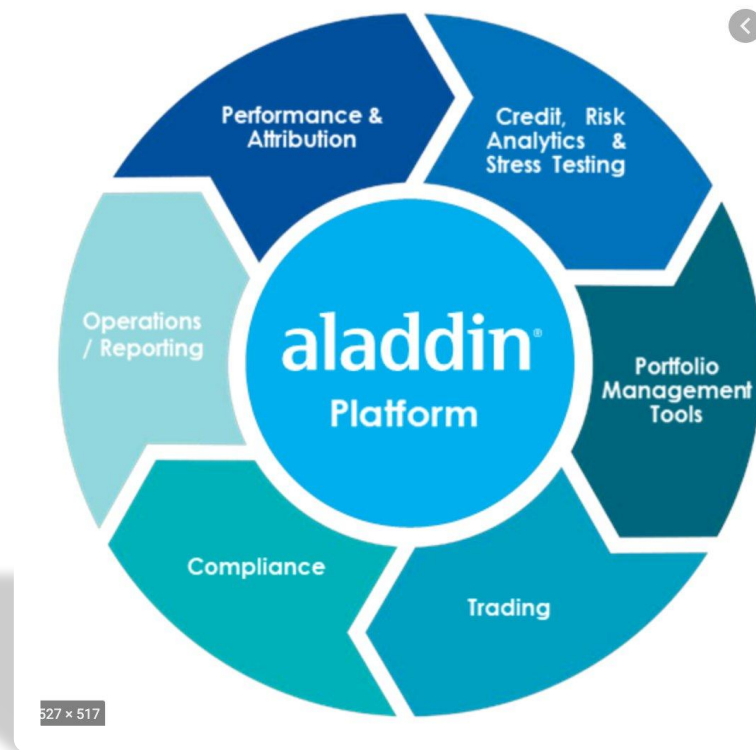 Performance &
Attribution
Credit, Risk
Analytics &
Stress Testing
Operations
/ Reporting
aladdin®
Platform
Portfolio
Management
Tools
Compliance
Trading
527 × 517